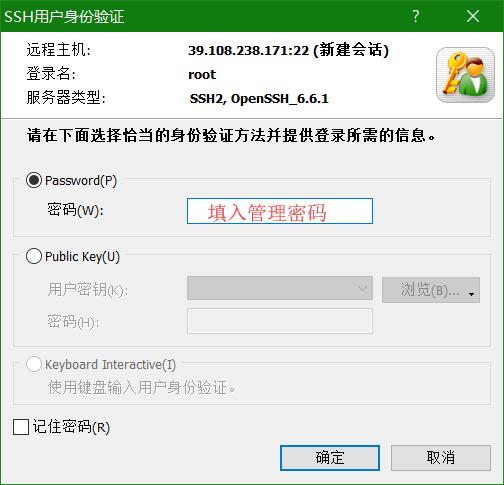 SSH用户身份验证
远程主机: 39.108.238.171:22 (新建会话)
登录名: root
服务器类型: SSH2, OpenSSH_6.6.1
请在下面选择恰当的身份验证方法并提供登录所需的信息。
Password(P)
密码(W): 填入管理密码
Public Key(U)
用户密钥(K): 浏览(B)...
密码(H):
Keyboard Interactive(I)
使用键盘输入用户身份验证。
记住密码(R)
确定 取消